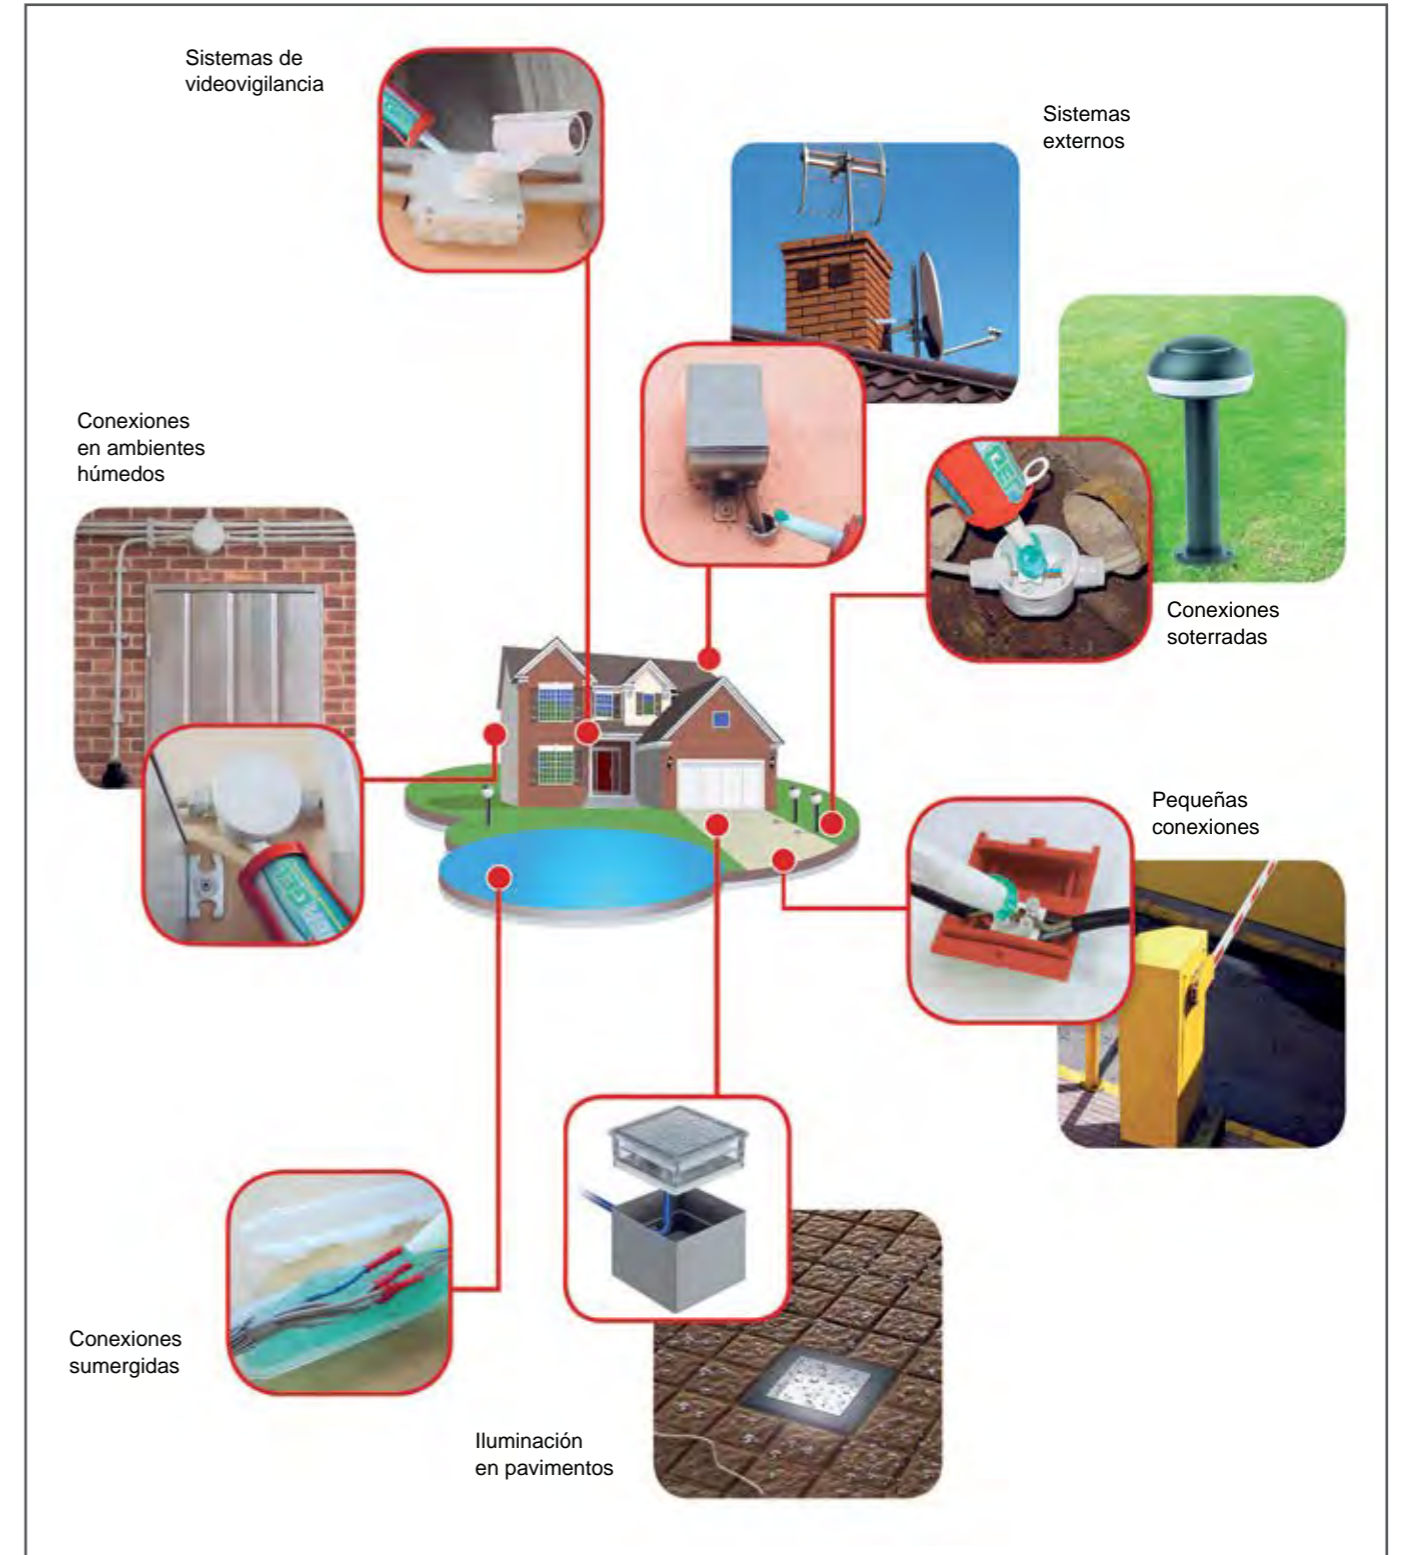 Sistemas de
videovigilancia
Sistemas
externos
Conexiones
en ambientes
húmedos
Conexiones
soterradas
Pequeñas
conexiones
Conexiones
sumergidas
Iluminación
en pavimentos